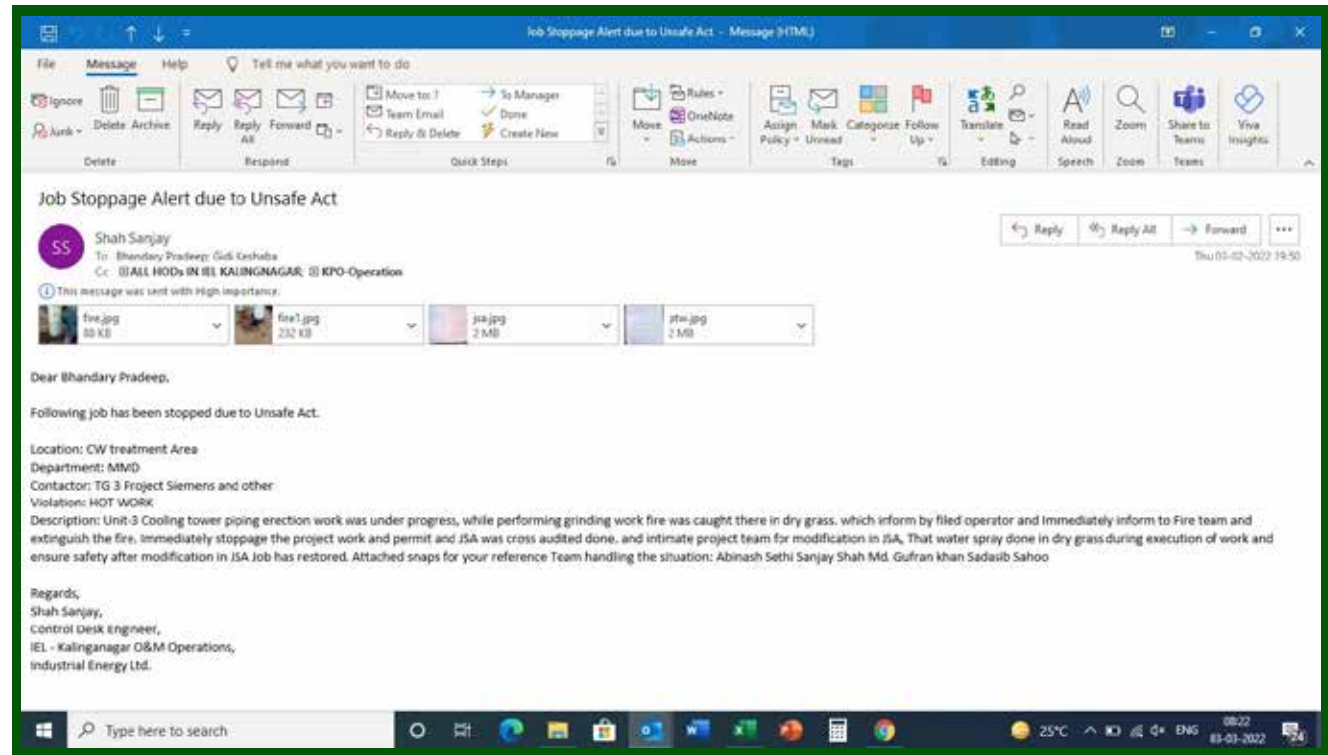 Job Stoppage Alert due to Unsafe Act - Message (HTML)
File Message Help Tell me what you want to do
Ignore
Junk
Delete Archive
Reply Reply All Forward
Move to: ? To Manager
Team Email Done
Reply & Delete Create New
Move
Rules
OneNote
Actions
Assign Policy Mark Unread Categorize Follow Up
Translate
Read Aloud
Zoom
Share to Teams
Viva Insights
Delete Respond Quick Steps Move Tags Editing Speech Zoom Teams
Job Stoppage Alert due to Unsafe Act
Reply Reply All Forward
SS
Shah Sanjay
To Bhandary Pradeep; Gidi Keshaba
Cc ALL HODs IN IEL KALINGNAGAR; KPO-Operation
Thu 03-02-2022 19:50
This message was sent with High importance.
fire.jpg
88 KB
fire1.jpg
232 KB
jsa.jpg
2 MB
ptw.jpg
2 MB
Dear Bhandary Pradeep,
Following job has been stopped due to Unsafe Act.
Location: CW treatment Area
Department: MMD
Contactor: TG 3 Project Siemens and other
Violation: HOT WORK
Description: Unit-3 Cooling tower piping erection work was under progress, while performing grinding work fire was caught there in dry grass. which inform by filed operator and Immediately inform to Fire team and
extinguish the fire. Immediately stoppage the project work and permit and JSA was cross audited done. and intimate project team for modification in JSA, That water spray done in dry grass during execution of work and
ensure safety after modification in JSA Job has restored. Attached snaps for your reference Team handling the situation: Abinash Sethi Sanjay Shah Md. Gufran khan Sadasib Sahoo
Regards,
Shah Sanjay,
Control Desk Engineer,
IEL - Kalinganagar O&M Operations,
Industrial Energy Ltd.
Type here to search
25°C ENG
08:22
03-03-2022
24